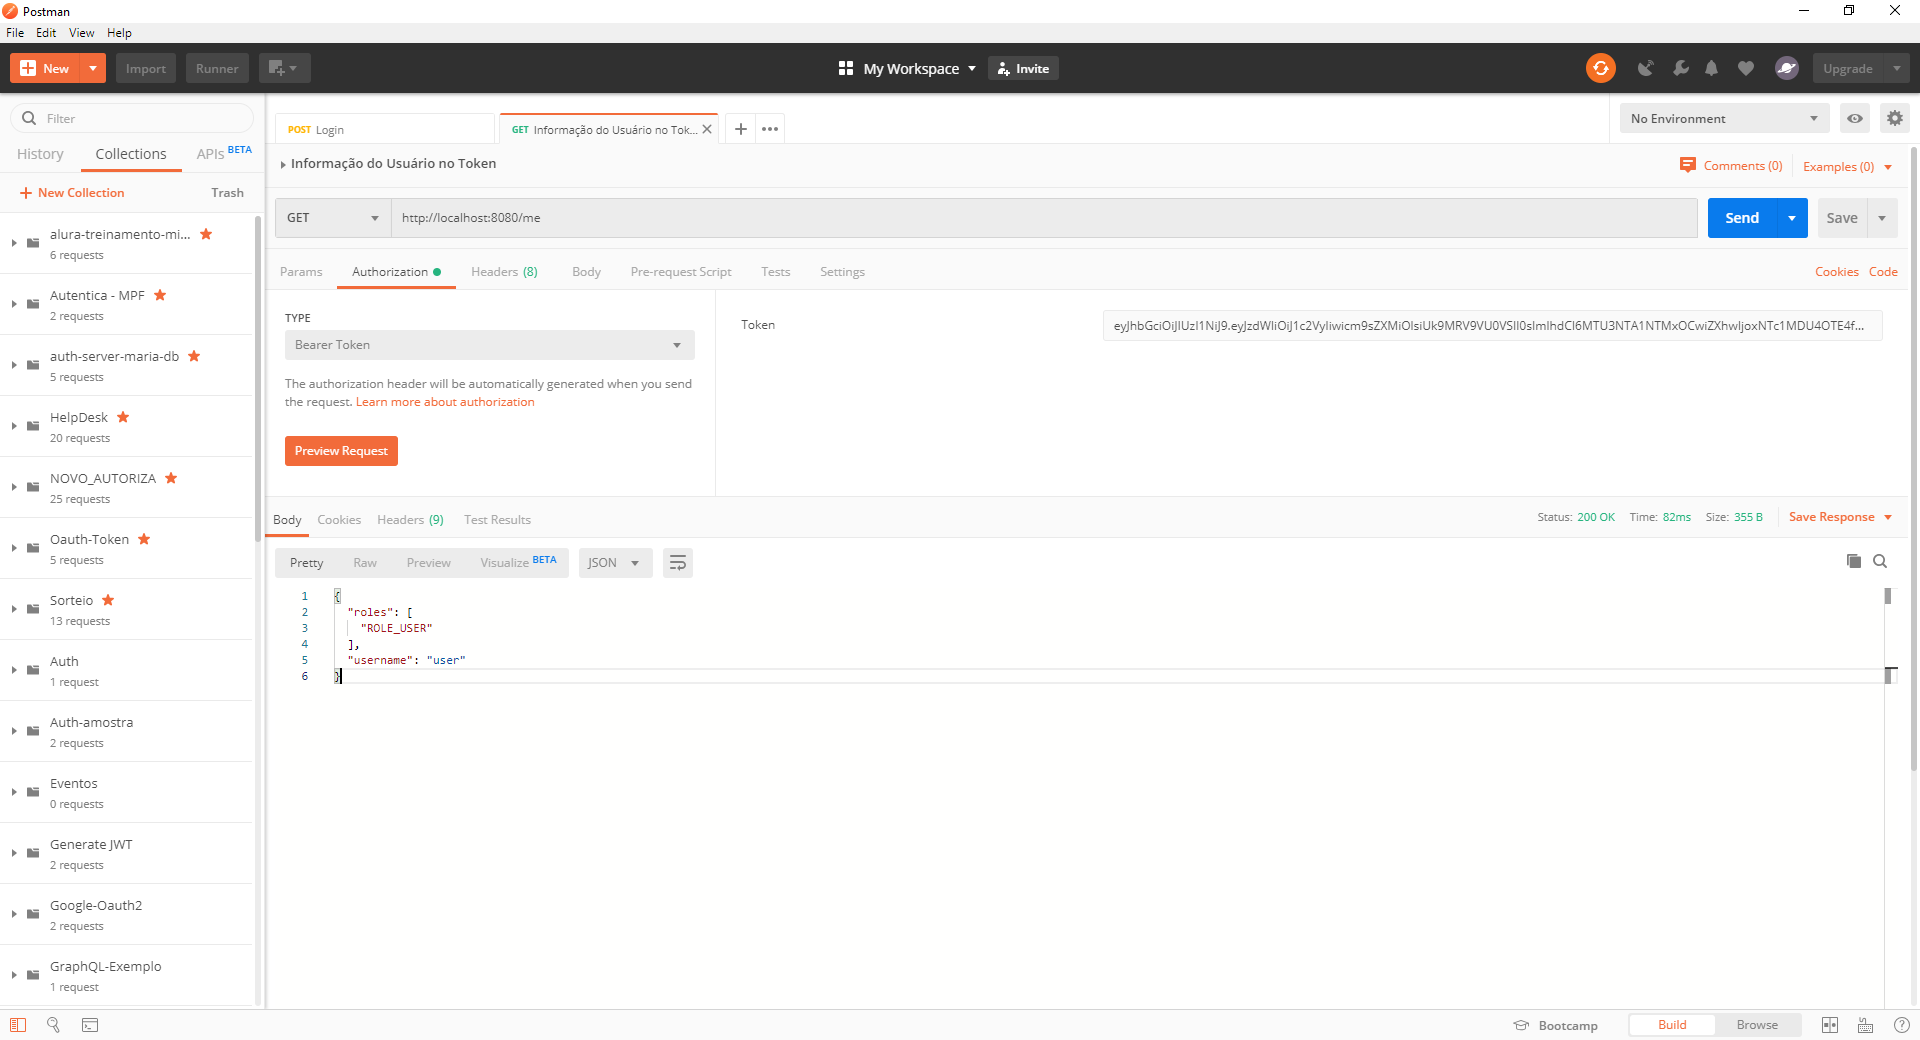 Postman
File Edit View Help
New Import Runner My Workspace Invite Upgrade
Filter
History Collections APIs BETA
New Collection Trash
alura-treinamento-mi...
6 requests
Autentica - MPF
2 requests
auth-server-maria-db
5 requests
HelpDesk
20 requests
NOVO_AUTORIZA
25 requests
Oauth-Token
5 requests
Sorteio
13 requests
Auth
1 request
Auth-amostra
2 requests
Eventos
0 requests
Generate JWT
2 requests
Google-Oauth2
2 requests
GraphQL-Exemplo
1 request
POST Login
GET Informação do Usuário no Tok...
No Environment
Informação do Usuário no Token
Comments (0) Examples (0)
GET http://localhost:8080/me Send Save
Params Authorization Headers (8) Body Pre-request Script Tests Settings Cookies Code
TYPE
Bearer Token
The authorization header will be automatically generated when you send
the request. Learn more about authorization
Preview Request
Token
Body Cookies Headers (9) Test Results Status: 200 OK Time: 82ms Size: 355 B Save Response
Pretty Raw Preview Visualize BETA JSON
1 {
2 "roles": [
3 "ROLE_USER"
4 ],
5 "username": "user"
6 }
Bootcamp Build Browse